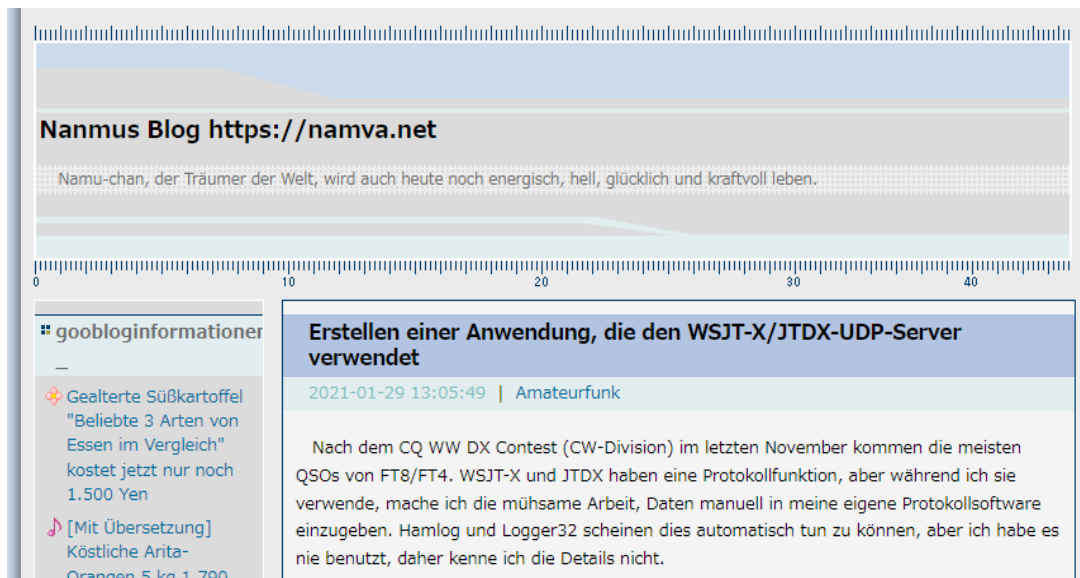 Nanmus Blog https://namva.net
Namu-chan, der Träumer der Welt, wird auch heute noch energisch, hell, glücklich und kraftvoll leben.
0 10 20 30 40
goobloginformationen
_
Gealterte Süßkartoffel
"Beliebte 3 Arten von
Essen im Vergleich"
kostet jetzt nur noch
1.500 Yen
[Mit Übersetzung]
Köstliche Arita-
Orangen 5 kg 1.790
Erstellen einer Anwendung, die den WSJT-X/JTDX-UDP-Server
verwendet
2021-01-29 13:05:49 | Amateurfunk
Nach dem CQ WW DX Contest (CW-Division) im letzten November kommen die meisten
QSOs von FT8/FT4. WSJT-X und JTDX haben eine Protokollfunktion, aber während ich sie
verwende, mache ich die mühsame Arbeit, Daten manuell in meine eigene Protokollsoftware
einzugeben. Hamlog und Logger32 scheinen dies automatisch tun zu können, aber ich habe es
nie benutzt, daher kenne ich die Details nicht.